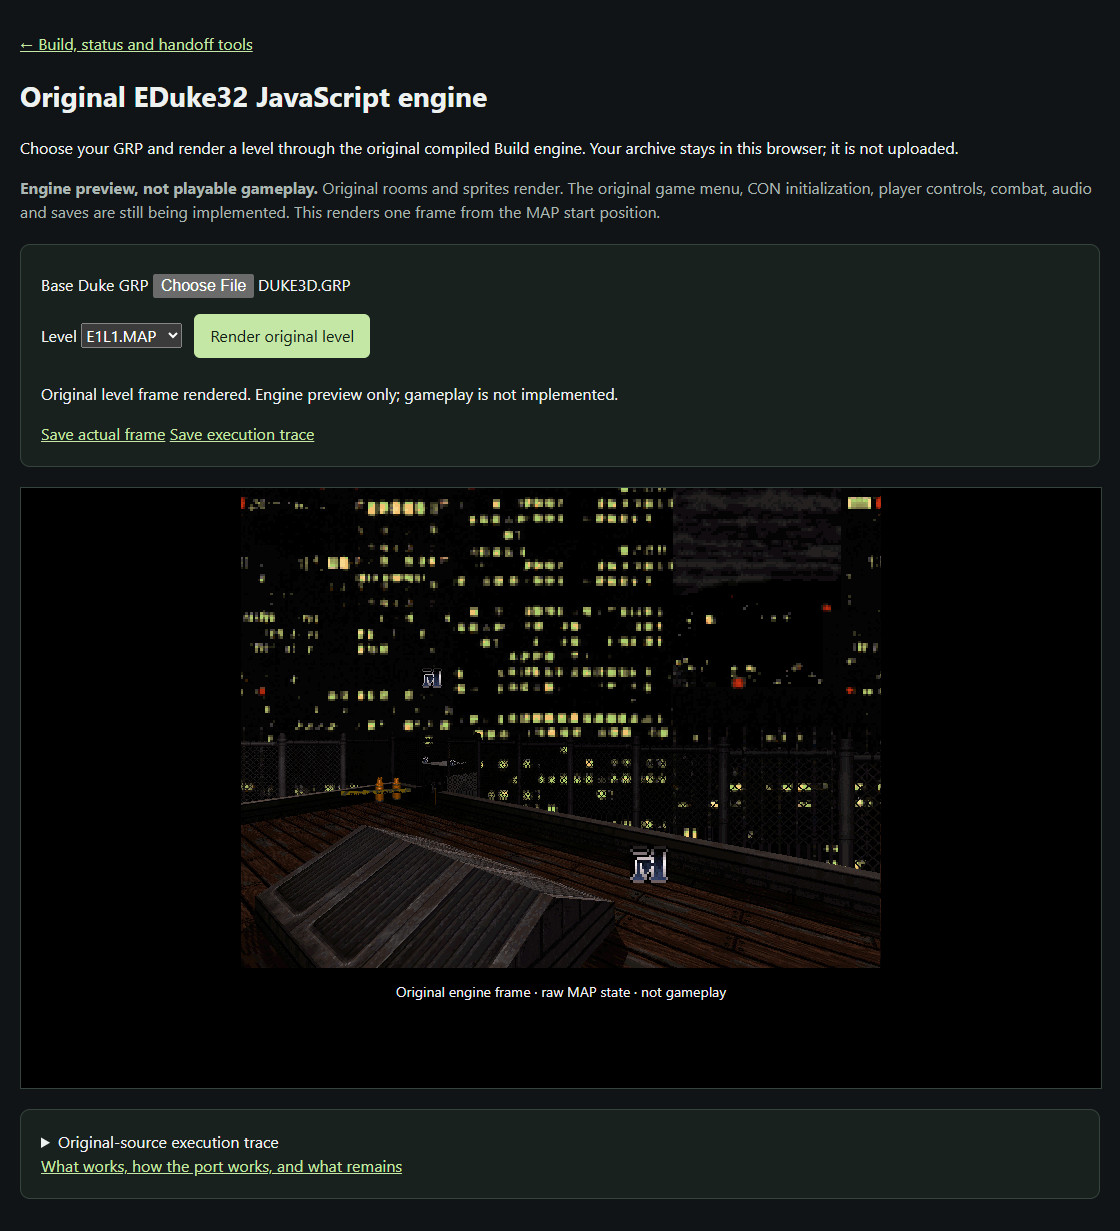 ← Build, status and handoff tools
Original EDuke32 JavaScript engine
Choose your GRP and render a level through the original compiled Build engine. Your archive stays in this browser; it is not uploaded.
Engine preview, not playable gameplay. Original rooms and sprites render. The original game menu, CON initialization, player controls, combat, audio
and saves are still being implemented. This renders one frame from the MAP start position.
Base Duke GRP Choose File DUKE3D.GRP
Level E1L1.MAP Render original level
Original level frame rendered. Engine preview only; gameplay is not implemented.
Save actual frame Save execution trace
Original engine frame · raw MAP state · not gameplay
▶ Original-source execution trace
What works, how the port works, and what remains